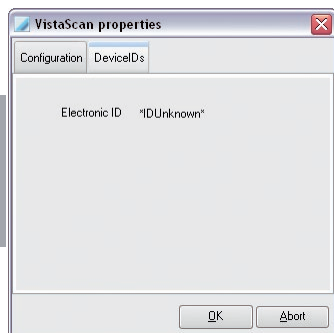 VistaScan properties
Configuration DeviceIDs
Electronic ID *IDUnknown*
OK Abort